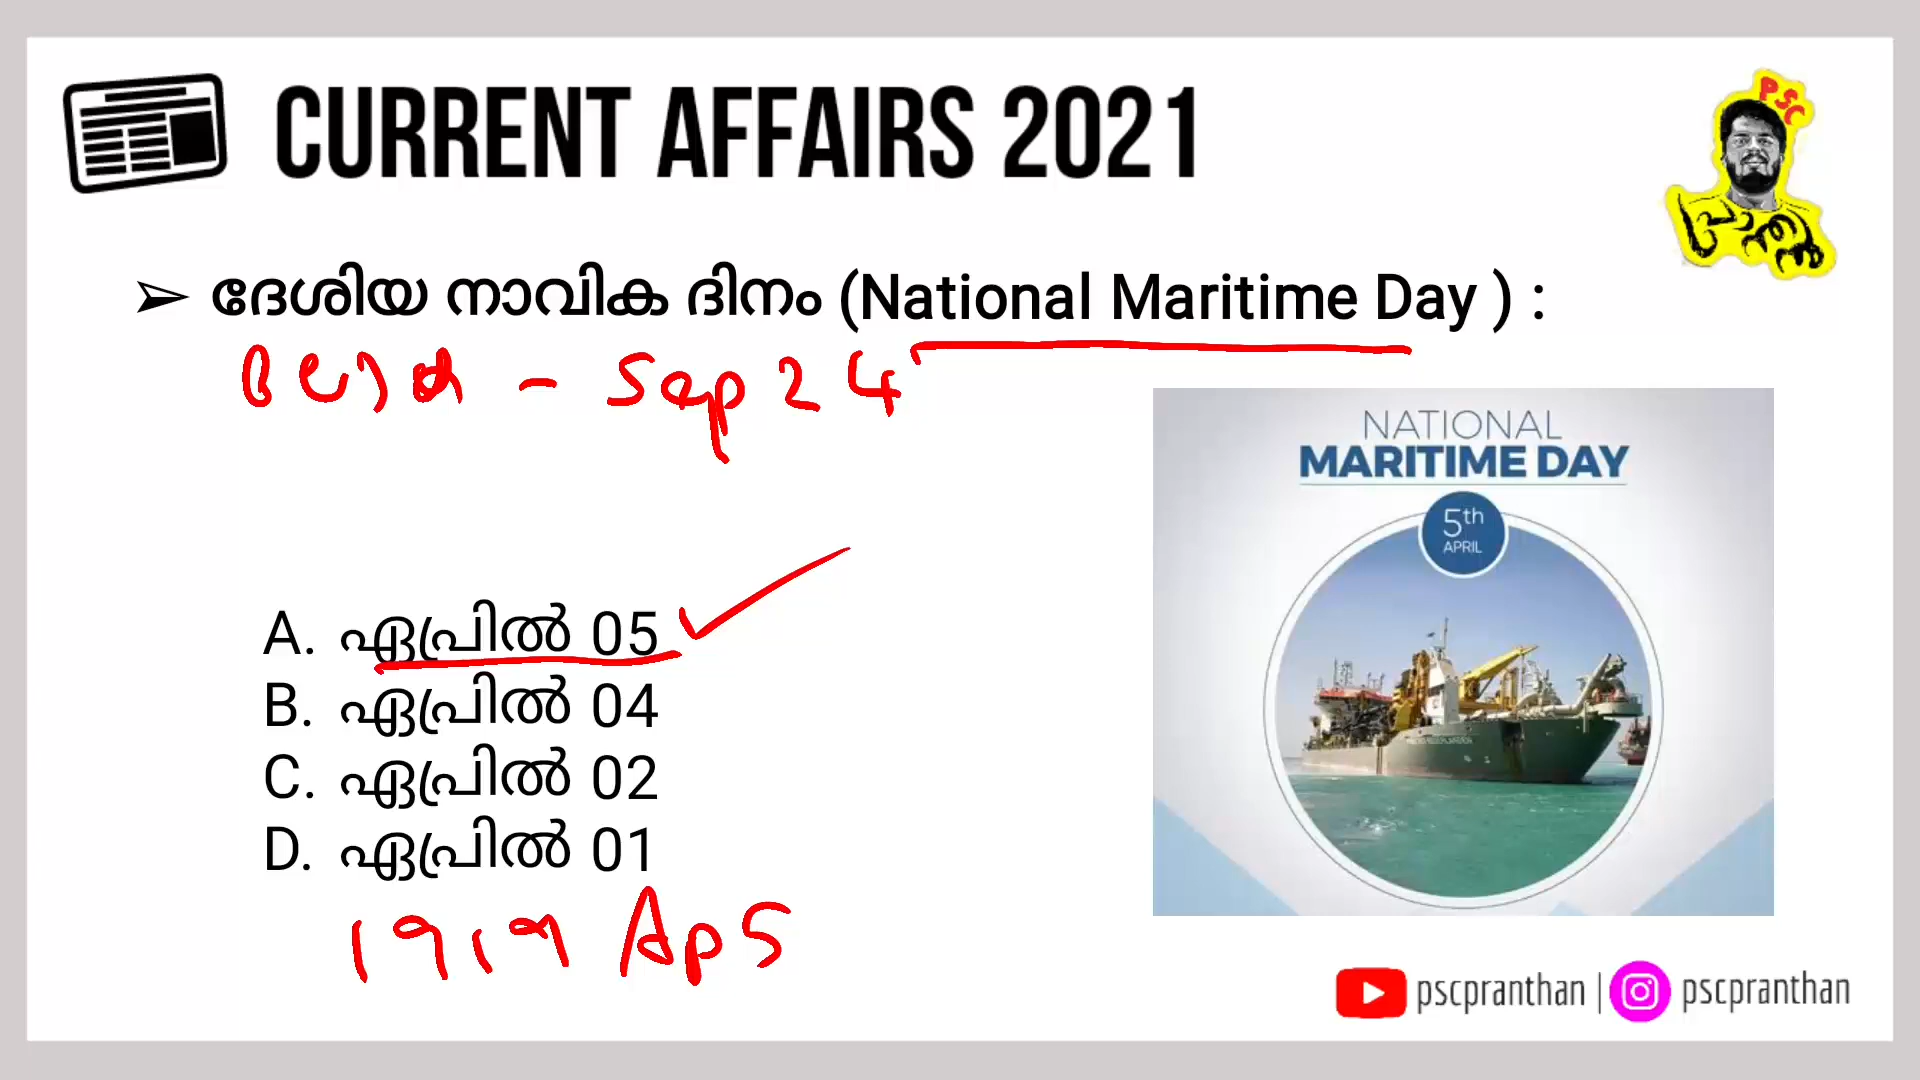 CURRENT AFFAIRS 2021
PSC
പ്രാന്തൻ
➢ ദേശിയ നാവിക ദിനം (National Maritime Day ) :
ലോക - Sep 24
NATIONAL
MARITIME DAY
5th
APRIL
A. ഏപ്രിൽ 05
B. ഏപ്രിൽ 04
C. ഏപ്രിൽ 02
D. ഏപ്രിൽ 01
1919 Ap 5
pscpranthan | pscpranthan